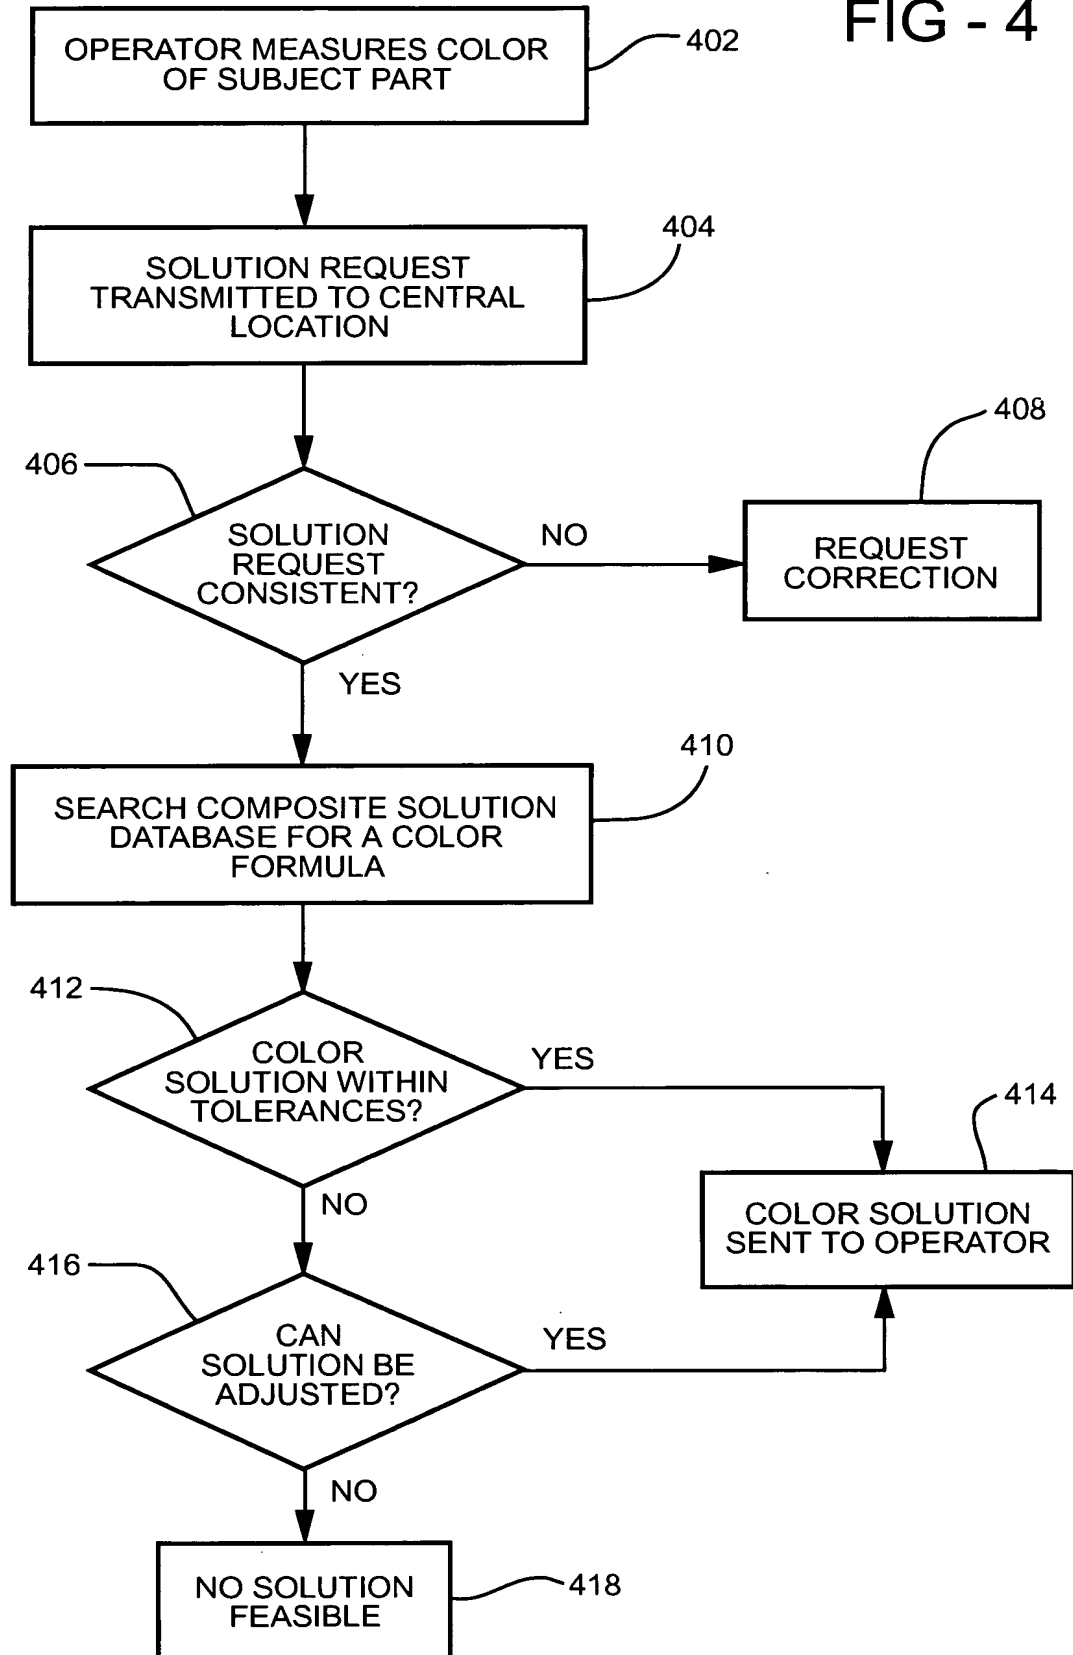 FIG - 4
OPERATOR MEASURES COLOR
OF SUBJECT PART
402
SOLUTION REQUEST
TRANSMITTED TO CENTRAL
LOCATION
404
406
SOLUTION
REQUEST
CONSISTENT?
NO
408
REQUEST
CORRECTION
YES
410
SEARCH COMPOSITE SOLUTION
DATABASE FOR A COLOR
FORMULA
412
COLOR
SOLUTION WITHIN
TOLERANCES?
YES
414
COLOR SOLUTION
SENT TO OPERATOR
NO
416
CAN
SOLUTION BE
ADJUSTED?
YES
NO
NO SOLUTION
FEASIBLE
418